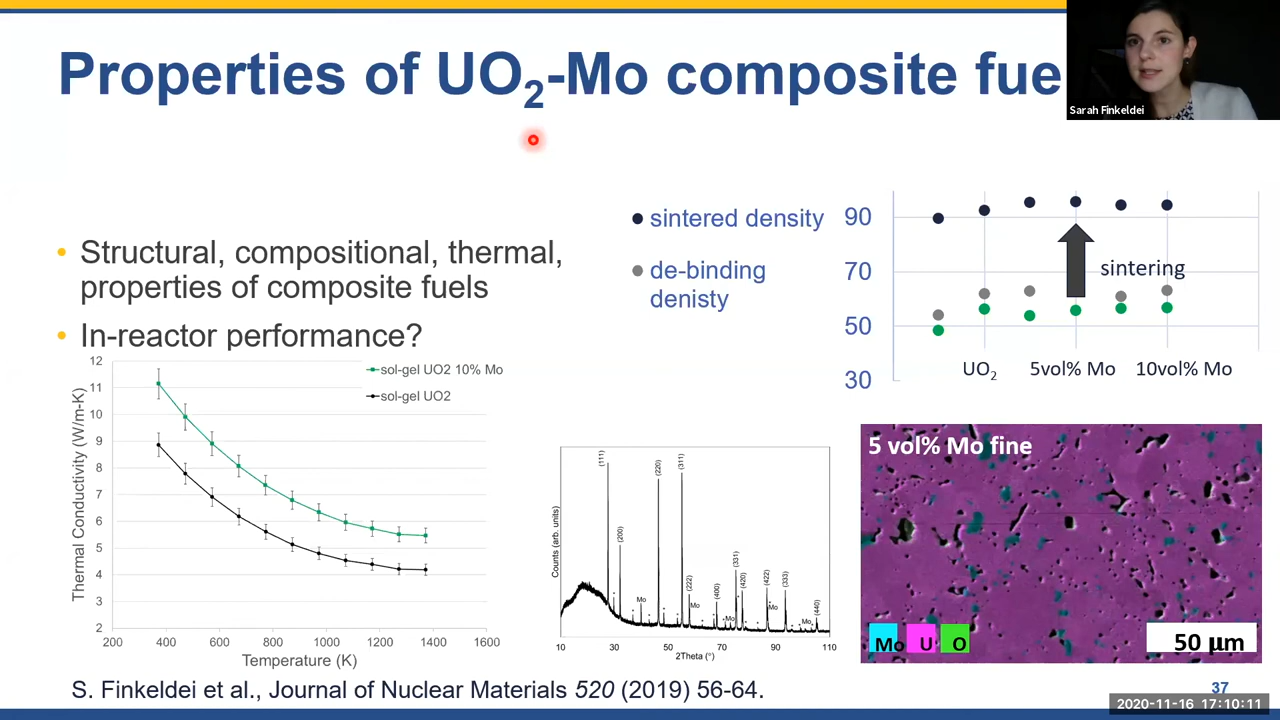 Properties of UO2-Mo composite fue
Sarah Finkeldei
• Structural, compositional, thermal,
properties of composite fuels
• In-reactor performance?
sintered density
de-binding
denisty
90
70
50
30
sintering
UO2 5vol% Mo 10vol% Mo
12
11
10
9
8
7
6
5
4
3
2
Thermal Conductivity (W/m-K)
sol-gel UO2 10% Mo
sol-gel UO2
200 400 600 800 1000 1200 1400 1600
Temperature (K)
Counts (arb. units)
(111)
(200)
Mo
(220)
(222)
Mo
(311)
(400)
Mo
(331)
(420)
(422)
Mo
(333)
Mo
(440)
10 30 50 70 90 110
2Theta (°)
5 vol% Mo fine
Mo U O
50 µm
S. Finkeldei et al., Journal of Nuclear Materials 520 (2019) 56-64.
37
2020-11-16 17:10:11